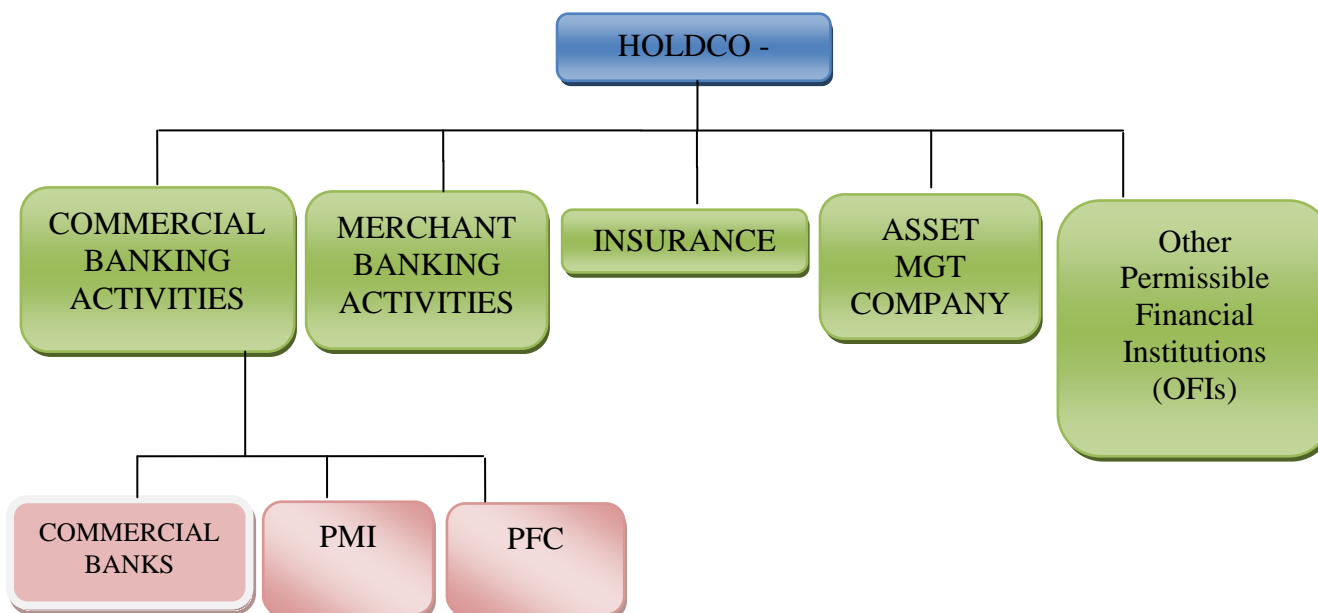 HOLDCO -
COMMERCIAL
BANKING
ACTIVITIES
MERCHANT
BANKING
ACTIVITIES
INSURANCE
ASSET
MGT
COMPANY
Other
Permissible
Financial
Institutions
(OFIs)
COMMERCIAL
BANKS
PMI
PFC